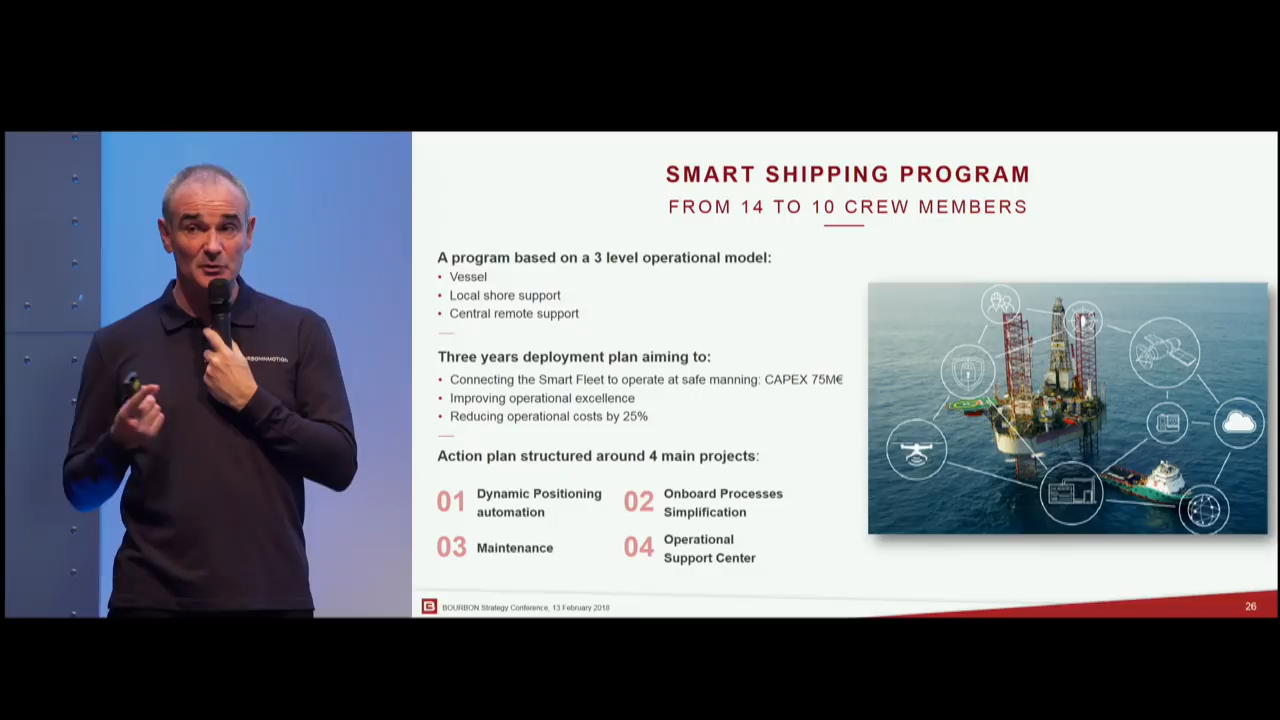 SMART SHIPPING PROGRAM
FROM 14 TO 10 CREW MEMBERS
A program based on a 3 level operational model:
• Vessel
• Local shore support
• Central remote support
Three years deployment plan aiming to:
• Connecting the Smart Fleet to operate at safe manning: CAPEX 75M€
• Improving operational excellence
• Reducing operational costs by 25%
Action plan structured around 4 main projects:
01 Dynamic Positioning
automation
02 Onboard Processes
Simplification
03 Maintenance
04 Operational
Support Center
BOURBON Strategy Conference, 13 February 2018
26